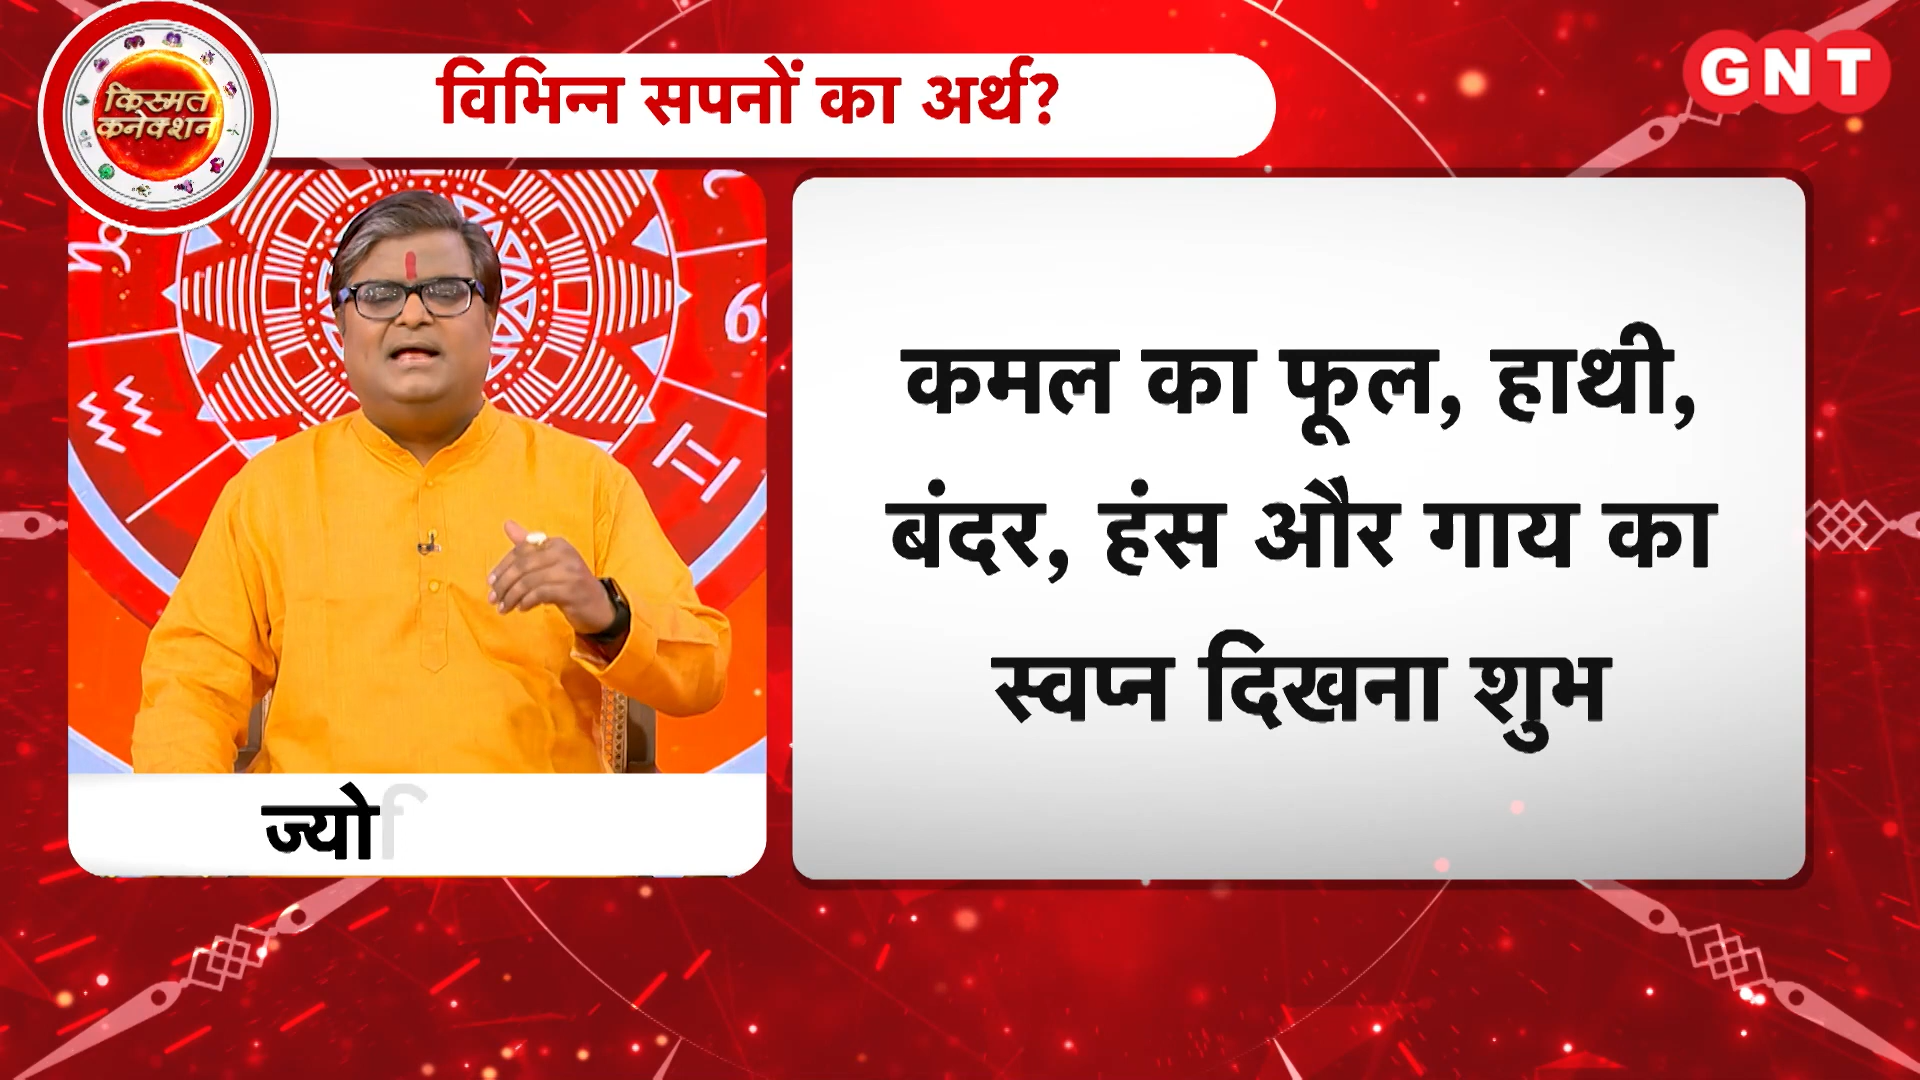 किस्मत
कनेक्शन
विभिन्न सपनों का अर्थ?
GNT
कमल का फूल, हाथी,
बंदर, हंस और गाय का
स्वप्न दिखना शुभ
ज्यो